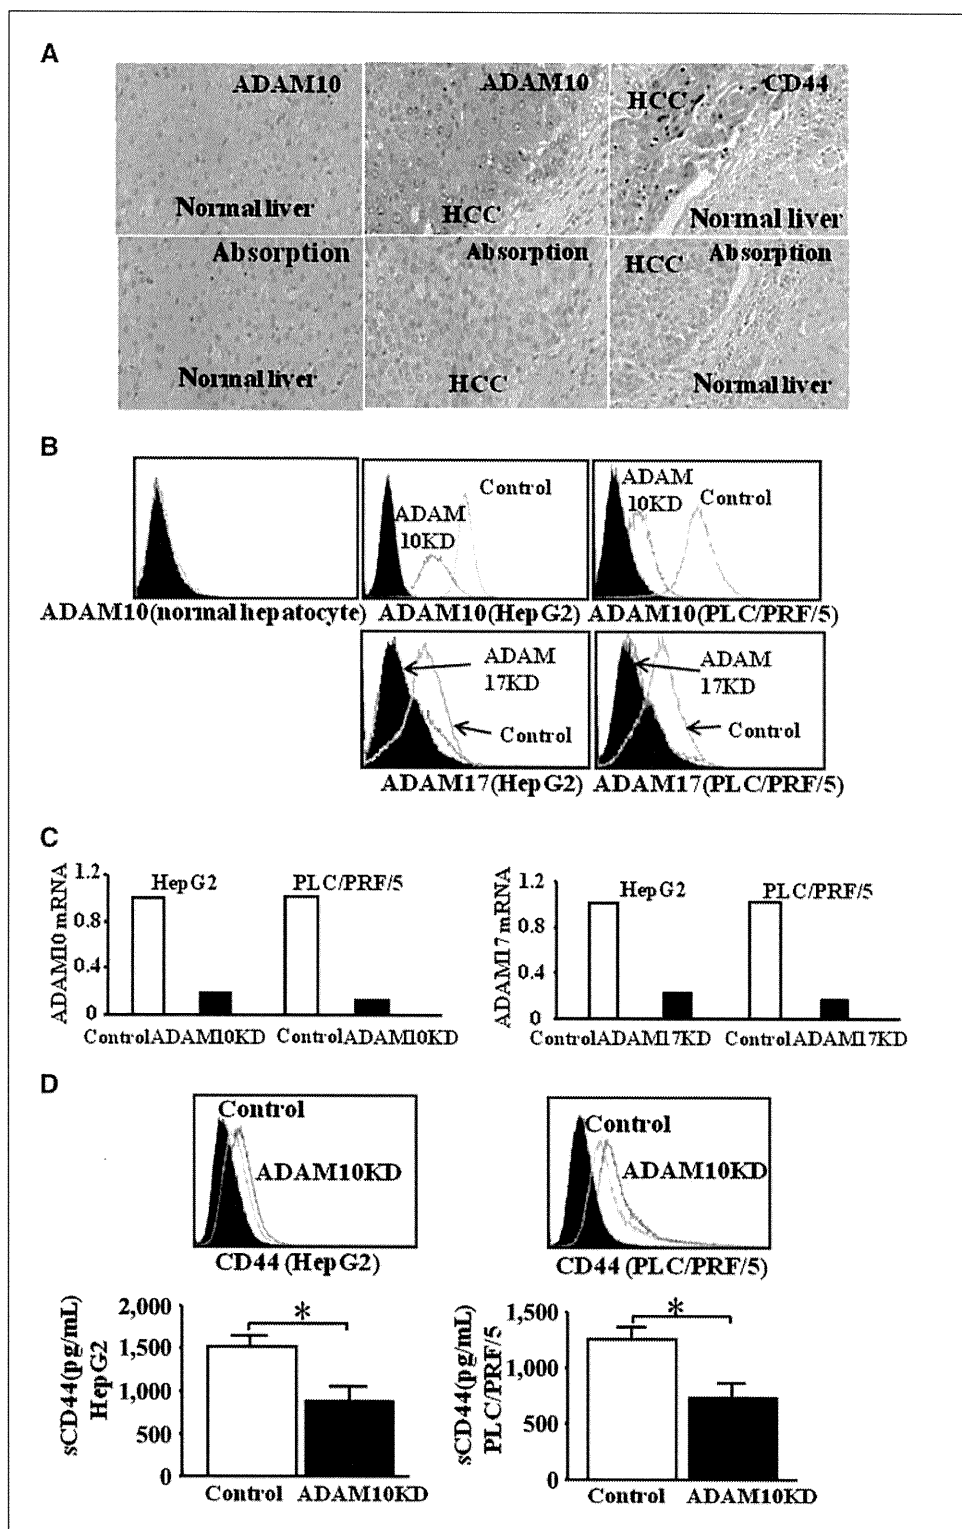 A
ADAM10
ADAM10
HCC
CD44
Normal liver
HCC
Normal liver
Absorption
Absorption
HCC
Absorption
Normal liver
HCC
Normal liver
B
ADAM
10KD
Control
ADAM
10KD
Control
ADAM10(normal hepatocyte)
ADAM10(HepG2)
ADAM10(PLC/PRF/5)
ADAM
17KD
Control
ADAM
17KD
Control
ADAM17(HepG2)
ADAM17(PLC/PRF/5)
C
ADAM10 mRNA
1.2
0.8
0.4
0
HepG2
PLC/PRF/5
Control ADAM10KD
Control ADAM10KD
ADAM17 mRNA
1.2
0.8
0.4
0
HepG2
PLC/PRF/5
Control ADAM17KD
Control ADAM17KD
D
Control
ADAM10KD
CD44 (HepG2)
Control
ADAM10KD
CD44 (PLC/PRF/5)
sCD44(pg/mL)
HepG2
2,000
1,500
1,000
500
0
*
Control
ADAM10KD
sCD44(pg/mL)
PLC/PRF/5
1,500
1,000
500
0
*
Control
ADAM10KD